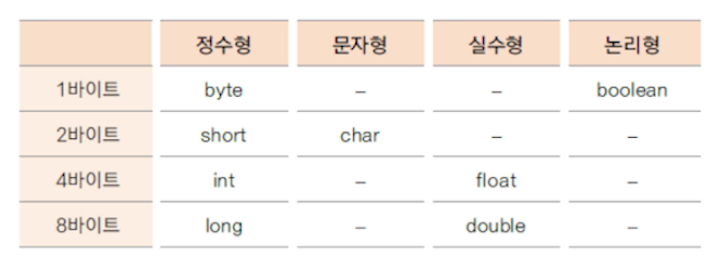 정수형 문자형 실수형 논리형
1바이트 byte – – boolean
2바이트 short char – –
4바이트 int – float –
8바이트 long – double –